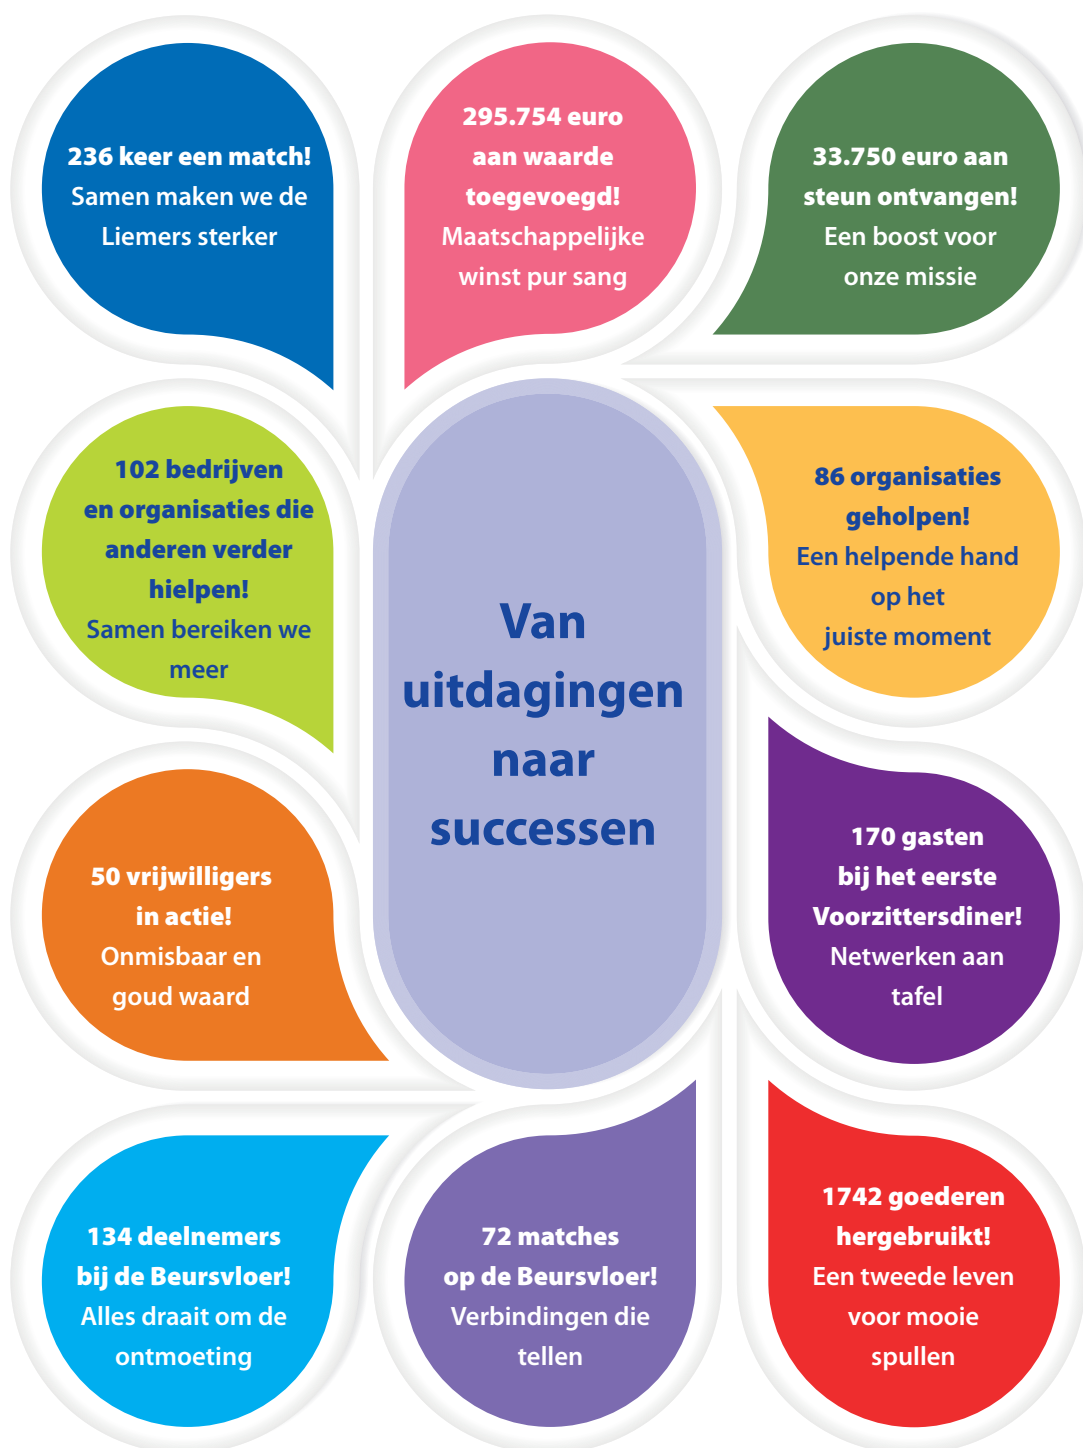 236 keer een match!
Samen maken we de
Liemers sterker
295.754 euro
aan waarde
toegevoegd!
Maatschappelijke
winst pur sang
33.750 euro aan
steun ontvangen!
Een boost voor
onze missie
102 bedrijven
en organisaties die
anderen verder
hielpen!
Samen bereiken we
meer
Van
uitdagingen
naar
successen
86 organisaties
geholpen!
Een helpende hand
op het
juiste moment
50 vrijwilligers
in actie!
Onmisbaar en
goud waard
170 gasten
bij het eerste
Voorzittersdiner!
Netwerken aan
tafel
134 deelnemers
bij de Beursvloer!
Alles draait om de
ontmoeting
72 matches
op de Beursvloer!
Verbindingen die
tellen
1742 goederen
hergebruikt!
Een tweede leven
voor mooie
spullen